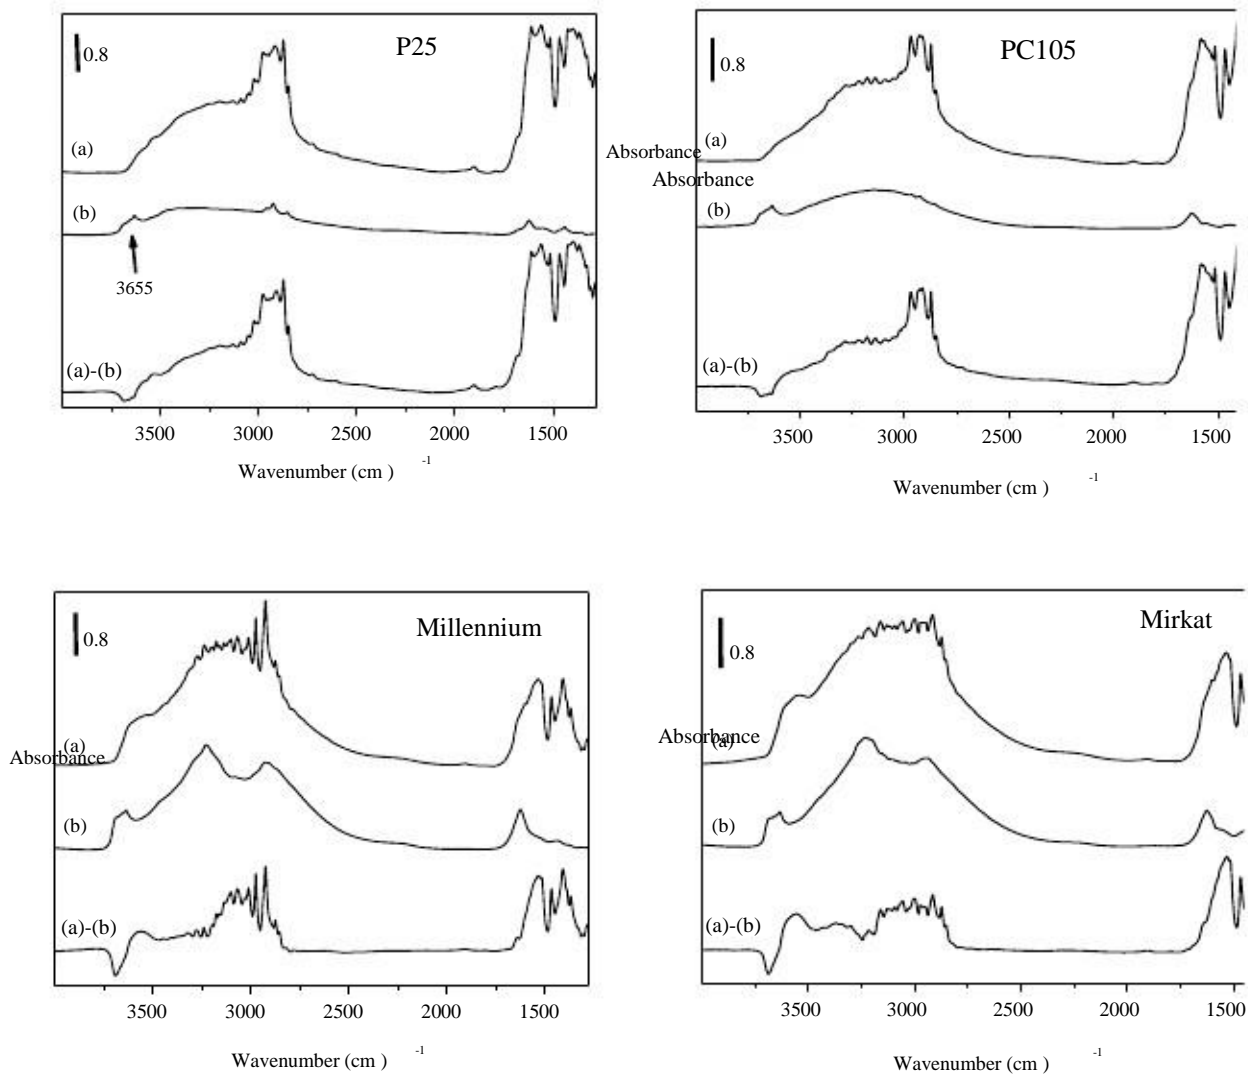 P25
0.8
(a)
(b)
3655
(a)-(b)
3500 3000 2500 2000 1500
Wavenumber (cm ) -1
PC105
0.8
(a)
Absorbance
Absorbance
(b)
(a)-(b)
3500 3000 2500 2000 1500
Wavenumber (cm ) -1
Millennium
0.8
(a)
Absorbance
(b)
(a)-(b)
3500 3000 2500 2000 1500
Wavenumber (cm ) -1
Mirkat
0.8
Absorbance
(a)
(b)
(a)-(b)
3500 3000 2500 2000 1500
Wavenumber (cm ) -1